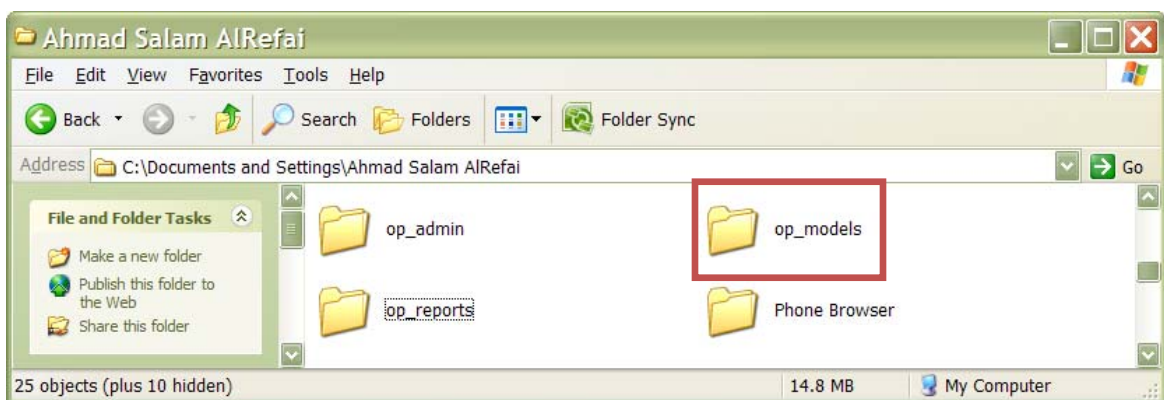 Ahmad Salam AlRefai
File Edit View Favorites Tools Help
Back Search Folders Folder Sync
Address C:\Documents and Settings\Ahmad Salam AlRefai Go
File and Folder Tasks
Make a new folder
Publish this folder to
the Web
Share this folder
op_admin op_models
op_reports Phone Browser
25 objects (plus 10 hidden) 14.8 MB My Computer